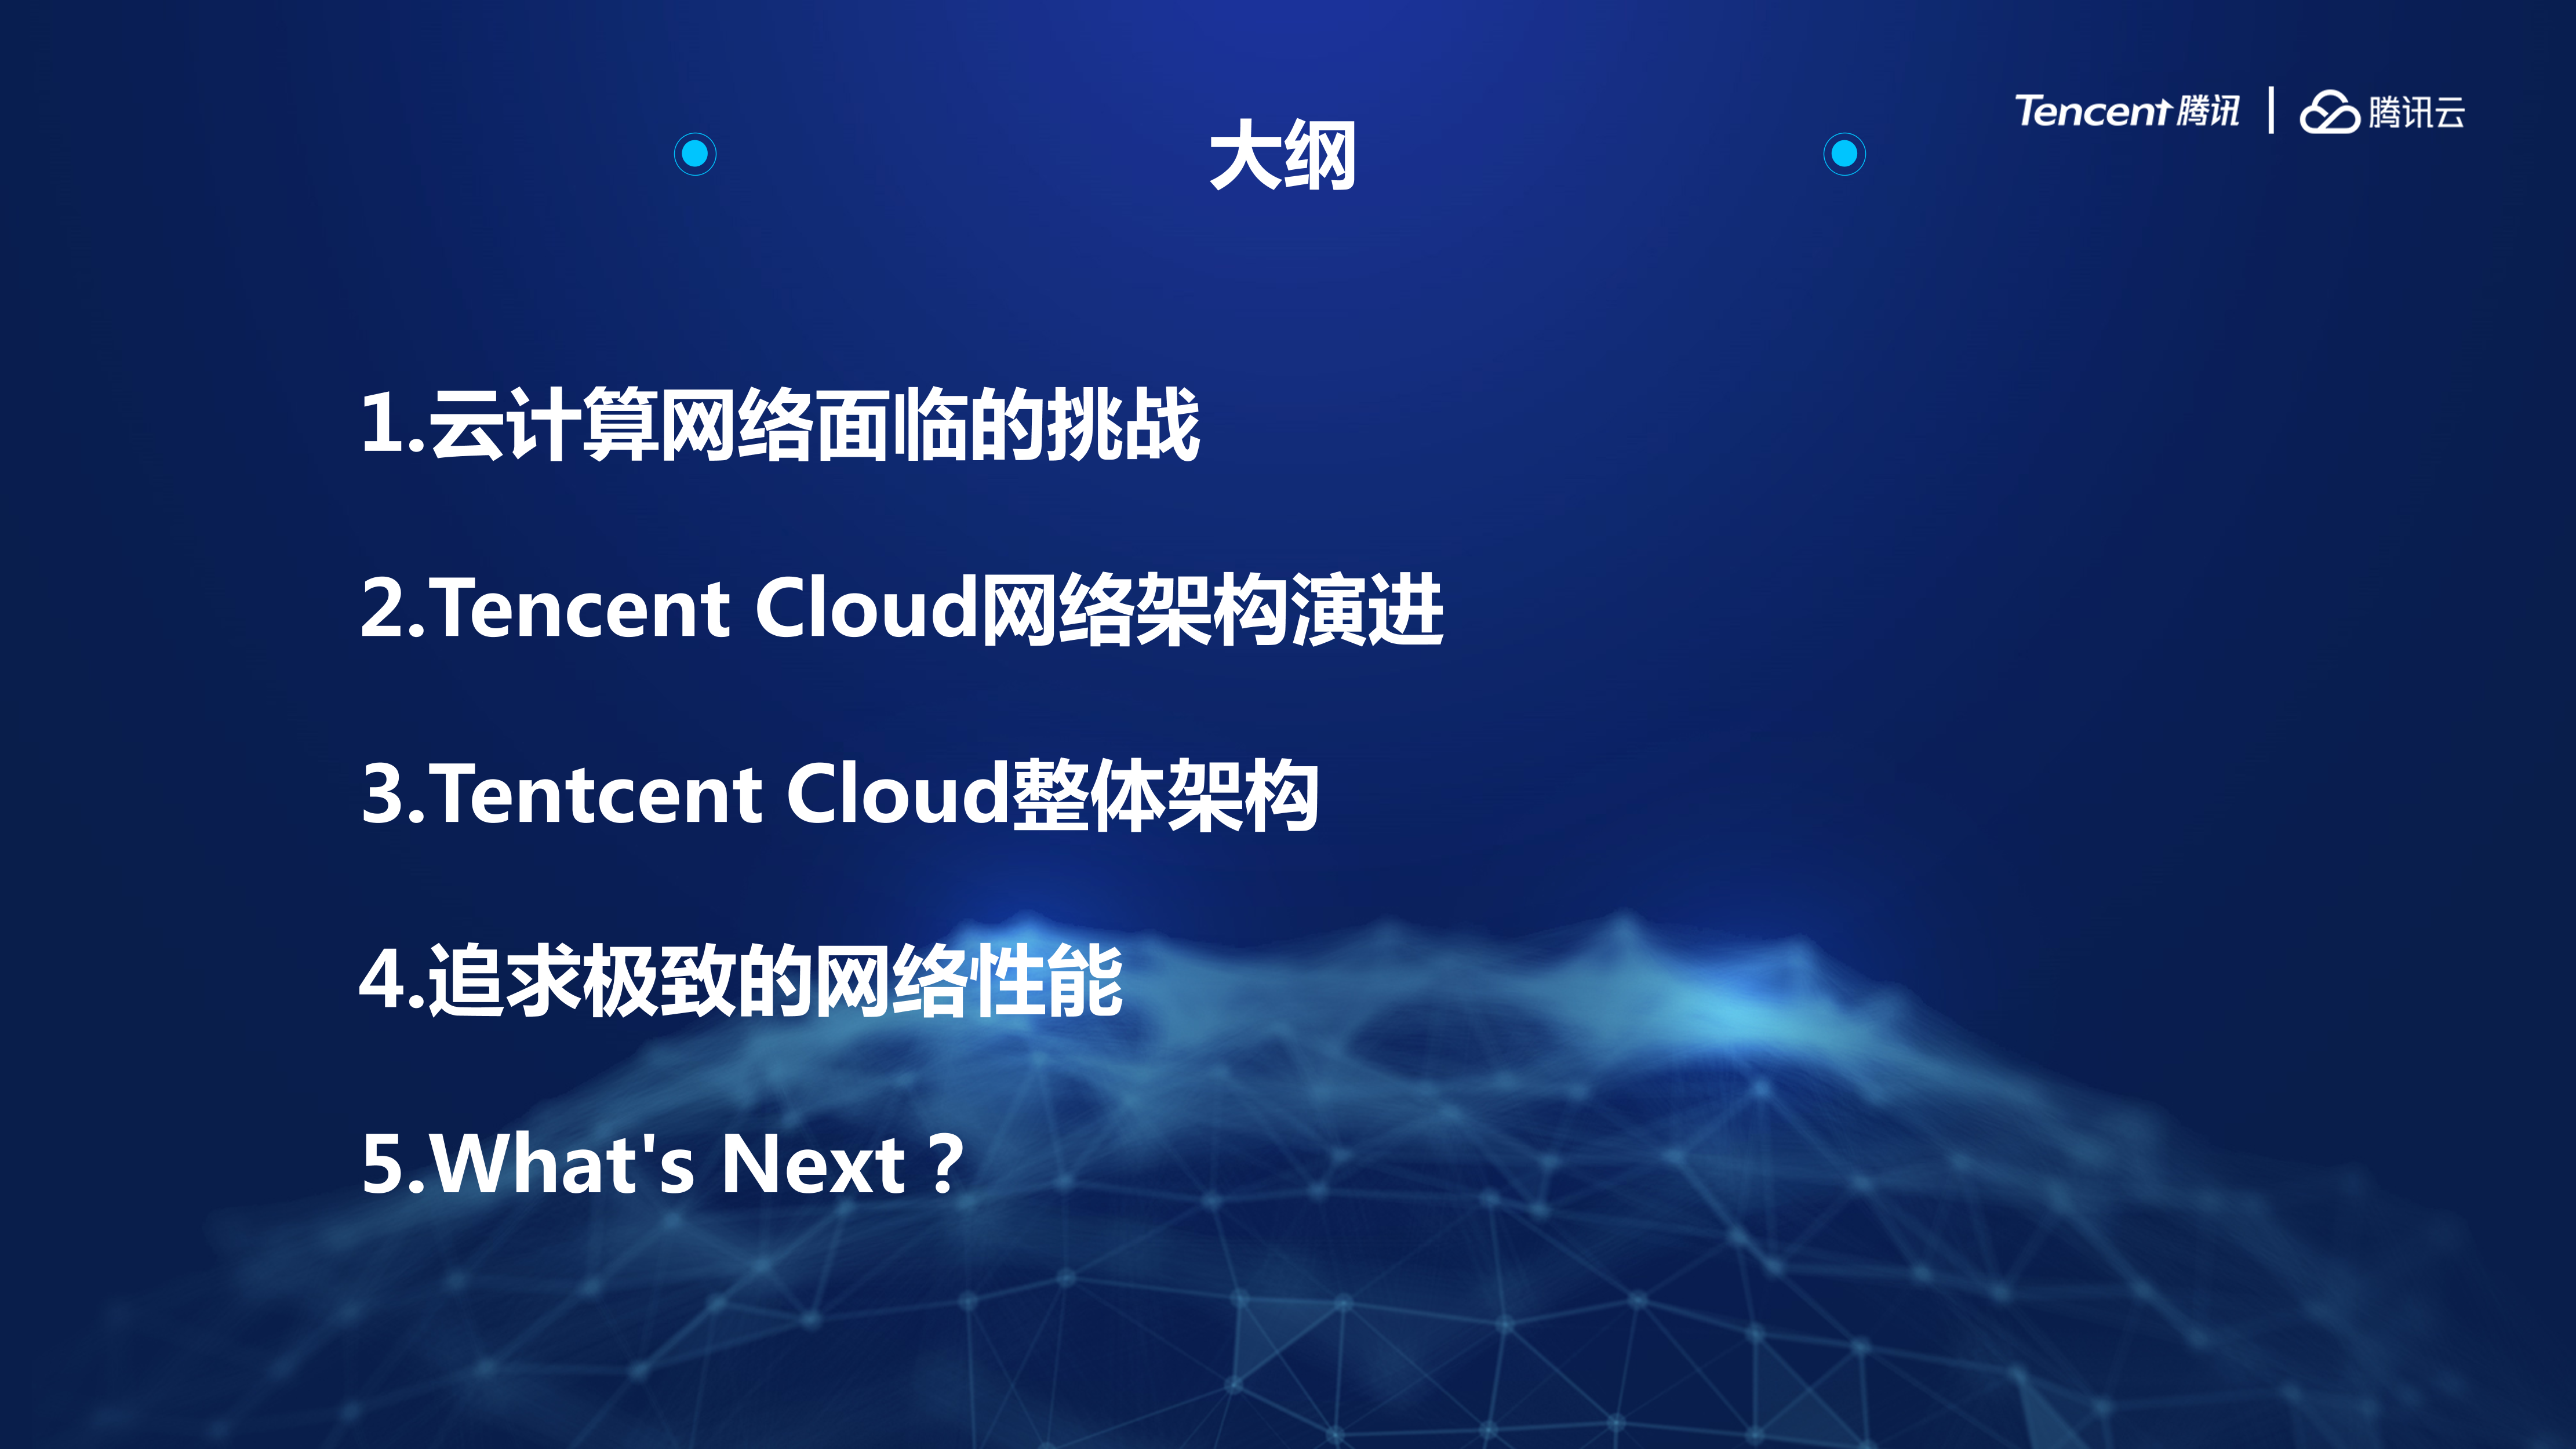 Tencent腾讯 | 腾讯云
大纲
1.云计算网络面临的挑战
2.Tencent Cloud网络架构演进
3.Tentcent Cloud整体架构
4.追求极致的网络性能
5.What's Next？